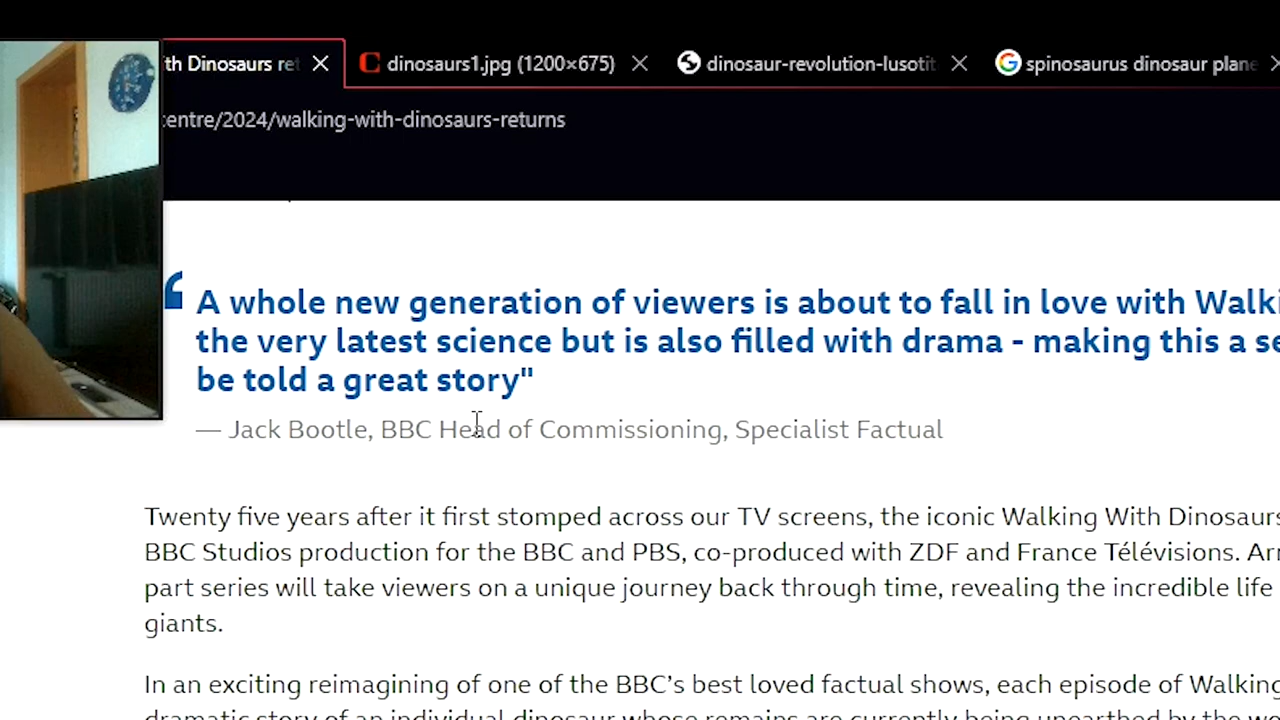 th Dinosaurs ret
dinosaurs1.jpg (1200×675)
dinosaur-revolution-lusotit
spinosaurus dinosaur plane
centre/2024/walking-with-dinosaurs-returns
‘A whole new generation of viewers is about to fall in love with Walki
the very latest science but is also filled with drama - making this a se
be told a great story"
— Jack Bootle, BBC Head of Commissioning, Specialist Factual
Twenty five years after it first stomped across our TV screens, the iconic Walking With Dinosaurs
BBC Studios production for the BBC and PBS, co-produced with ZDF and France Télévisions. Arm
part series will take viewers on a unique journey back through time, revealing the incredible life
giants.
In an exciting reimagining of one of the BBC’s best loved factual shows, each episode of Walking
dramatic story of an individual dinosaur whose remains are currently being unearthed by the wo